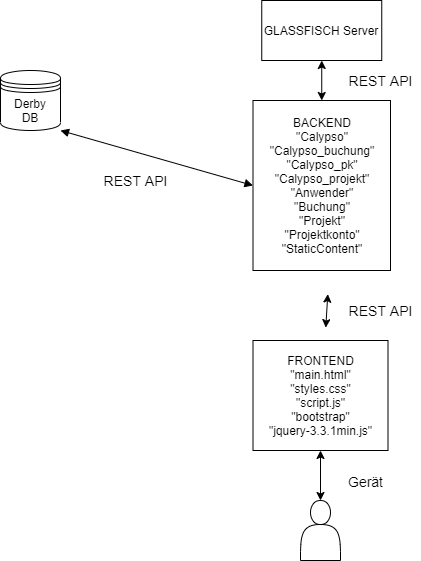 GLASSFISCH Server
REST API
Derby
DB
BACKEND
"Calypso"
"Calypso_buchung"
"Calypso_pk"
"Calypso_projekt"
"Anwender"
"Buchung"
"Projekt"
"Projektkonto"
"StaticContent"
REST API
REST API
FRONTEND
"main.html"
"styles.css"
"script.js"
"bootstrap"
"jquery-3.3.1min.js"
Gerät